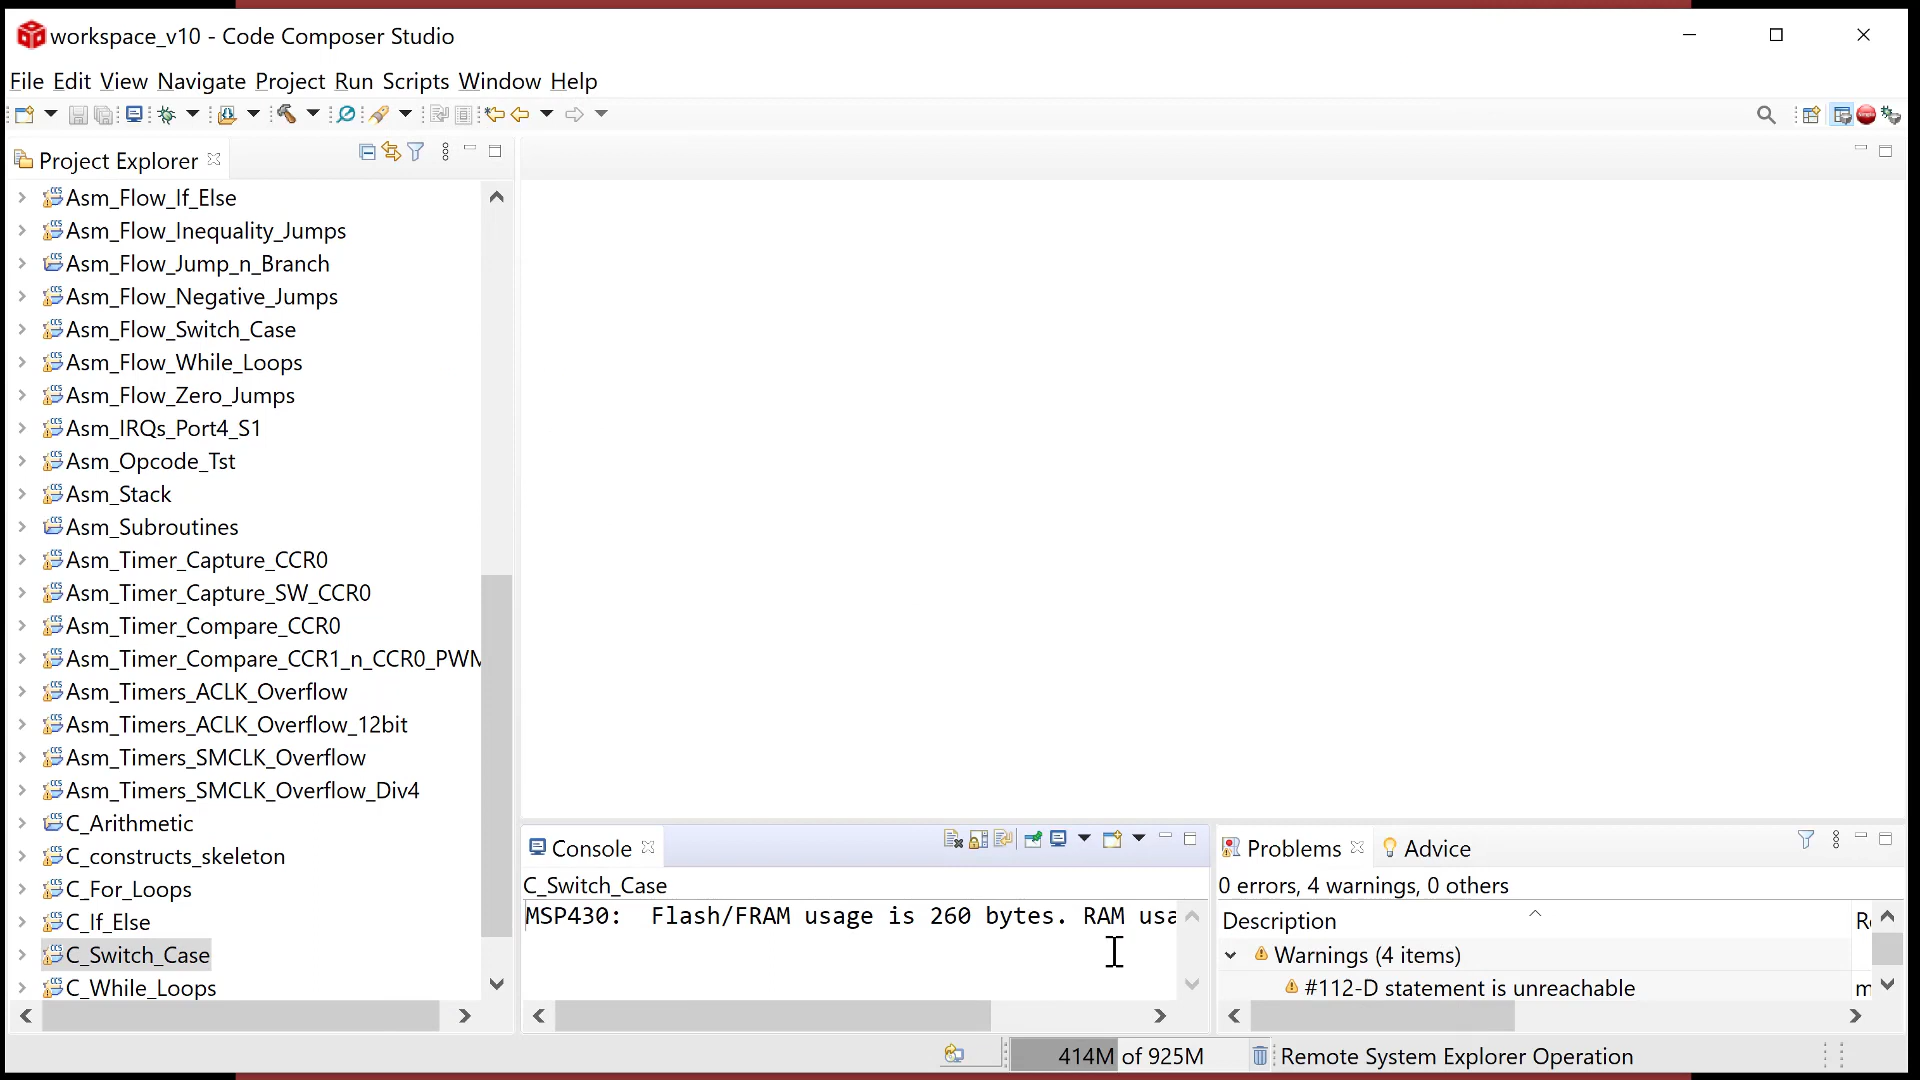 workspace_v10 - Code Composer Studio
File Edit View Navigate Project Run Scripts Window Help
Project Explorer
Asm_Flow_If_Else
Asm_Flow_Inequality_Jumps
Asm_Flow_Jump_n_Branch
Asm_Flow_Negative_Jumps
Asm_Flow_Switch_Case
Asm_Flow_While_Loops
Asm_Flow_Zero_Jumps
Asm_IRQs_Port4_S1
Asm_Opcode_Tst
Asm_Stack
Asm_Subroutines
Asm_Timer_Capture_CCR0
Asm_Timer_Capture_SW_CCR0
Asm_Timer_Compare_CCR0
Asm_Timer_Compare_CCR1_n_CCR0_PWM
Asm_Timers_ACLK_Overflow
Asm_Timers_ACLK_Overflow_12bit
Asm_Timers_SMCLK_Overflow
Asm_Timers_SMCLK_Overflow_Div4
C_Arithmetic
C_constructs_skeleton
C_For_Loops
C_If_Else
C_Switch_Case
C_While_Loops
Console
C_Switch_Case
MSP430:  Flash/FRAM usage is 260 bytes. RAM usa
Problems
Advice
0 errors, 4 warnings, 0 others
Description
Warnings (4 items)
#112-D statement is unreachable
414M of 925M
Remote System Explorer Operation